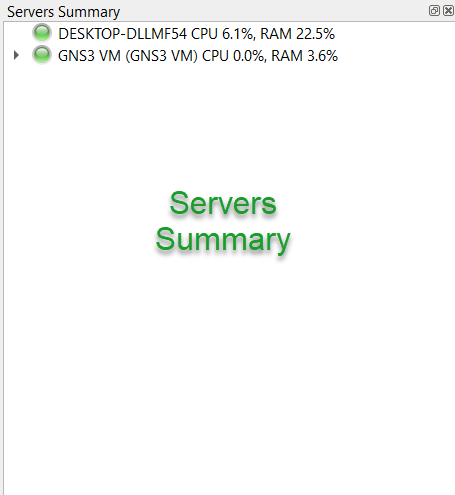 Servers Summary
DESKTOP-DLLMF54 CPU 6.1%, RAM 22.5%
GNS3 VM (GNS3 VM) CPU 0.0%, RAM 3.6%
Servers
Summary